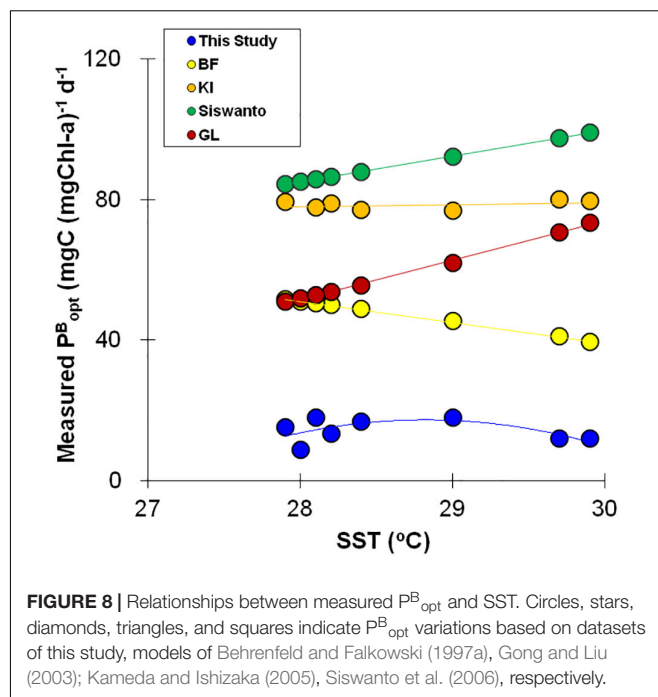 120
80
40
0
Measured P^B_opt (mgC (mgChl-a)^-1 d^-1
This Study
BF
KI
Siswanto
GL
27
28
29
30
SST (ºC)
FIGURE 8 | Relationships between measured P^B_opt and SST. Circles, stars,
diamonds, triangles, and squares indicate P^B_opt variations based on datasets
of this study, models of Behrenfeld and Falkowski (1997a), Gong and Liu
(2003); Kameda and Ishizaka (2005), Siswanto et al. (2006), respectively.